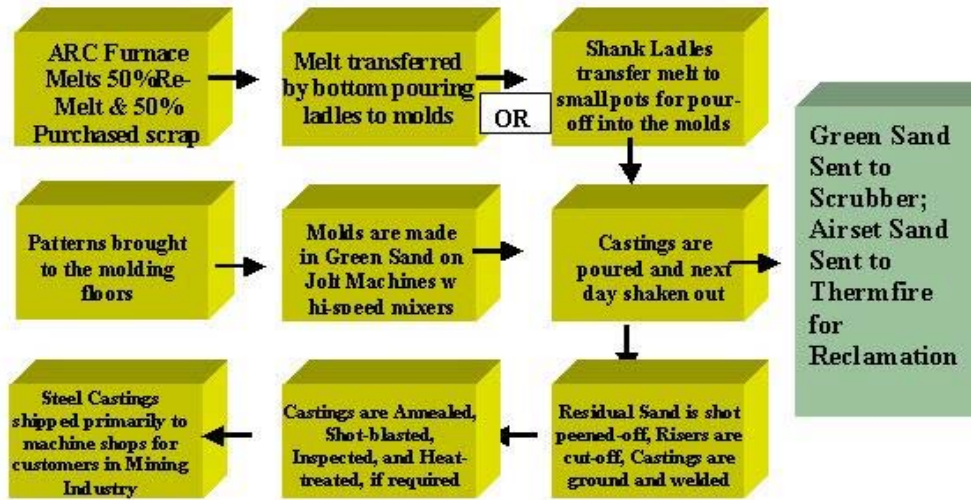 ARC Furnace
Melts 50%Re-
Melt & 50%
Purchased scrap
Melt transferred
by bottom pouring
ladles to molds
OR
Shank Ladles
transfer melt to
small pots for pour-
off into the molds
Patterns brought
to the molding
floors
Molds are made
in Green Sand on
Jolt Machines w
hi-speed mixers
Castings are
poured and next
day shaken out
Green Sand
Sent to
Scrubber;
Airset Sand
Sent to
Thermfire
for
Reclamation
Steel Castings
shipped primarily to
machine shops for
customers in Mining
Industry
Castings are Annealed,
Shot-blasted,
Inspected, and Heat-
treated, if required
Residual Sand is shot
peened-off, Risers are
cut-off, Castings are
ground and welded